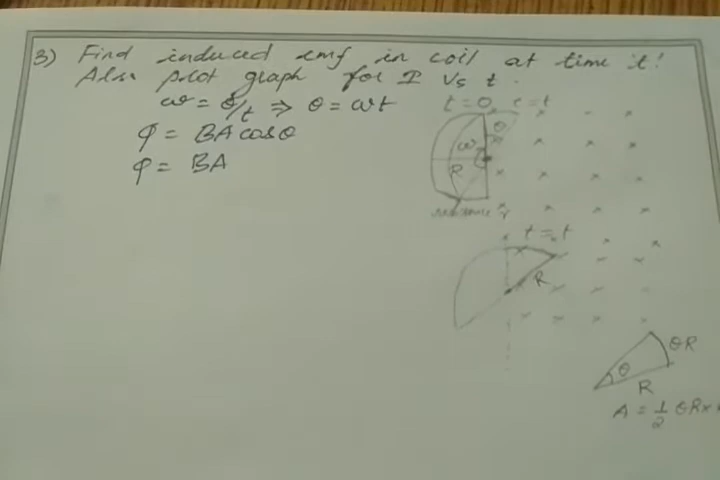 3) Find induced emf in coil at time 't'
Also plot graph for I vs t.
ω = θ/t ⇒ θ = ωt
φ = BA cosθ
φ = BA
t = 0
t = t
θ
ω
R
t = t
R
θ
θR
R
A = 1/2 θR×